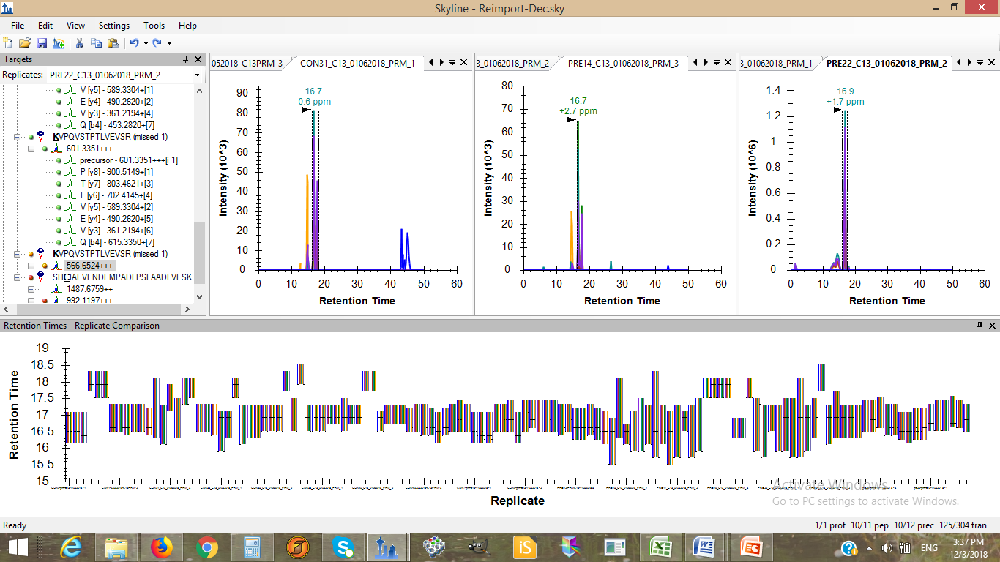 Skyline - Reimport-Dec.sky
File Edit View Settings Tools Help
Targets
Replicates: PRE22_C13_01062018_PRM_2
V [y5] - 589.3304+[1]
E [y4] - 490.2620+[2]
V [y3] - 361.2194+[4]
Q [b4] - 453.2820+[7]
KVPQVSTPTLVEVSR (missed 1)
601.3351+++
precursor - 601.3351+++[i 1]
P [y8] - 900.5149+[1]
T [y7] - 803.4621+[3]
L [y6] - 702.4145+[4]
V [y5] - 589.3304+[2]
E [y4] - 490.2620+[5]
V [y3] - 361.2194+[6]
Q [b4] - 615.3350+[7]
KVPQVSTPTLVEVSR (missed 1)
566.6524+++
SHCIAEVENDEMPADLPSLAADFVESK
1487.6759++
992.1197+++
052018-C13PRM-3 CON31_C13_01062018_PRM_1
16.7
-0.6 ppm
Intensity (10^3)
90
80
70
60
50
40
30
20
10
0
0 10 20 30 40 50 60
Retention Time
3_01062018_PRM_2 PRE14_C13_01062018_PRM_3
16.7
+2.7 ppm
Intensity (10^3)
80
70
60
50
40
30
20
10
0
0 10 20 30 40 50 60
Retention Time
3_01062018_PRM_1 PRE22_C13_01062018_PRM_2
16.9
+1.7 ppm
Intensity (10^6)
1.4
1.2
1
0.8
0.6
0.4
0.2
0
0 10 20 30 40 50 60
Retention Time
Retention Times - Replicate Comparison
Retention Time
19
18.5
18
17.5
17
16.5
16
15.5
15
Replicate
Activate Windows
Go to PC settings to activate Windows.
Ready
1/1 prot 10/11 pep 10/12 prec 125/304 tran
ENG
3:37 PM
12/3/2018